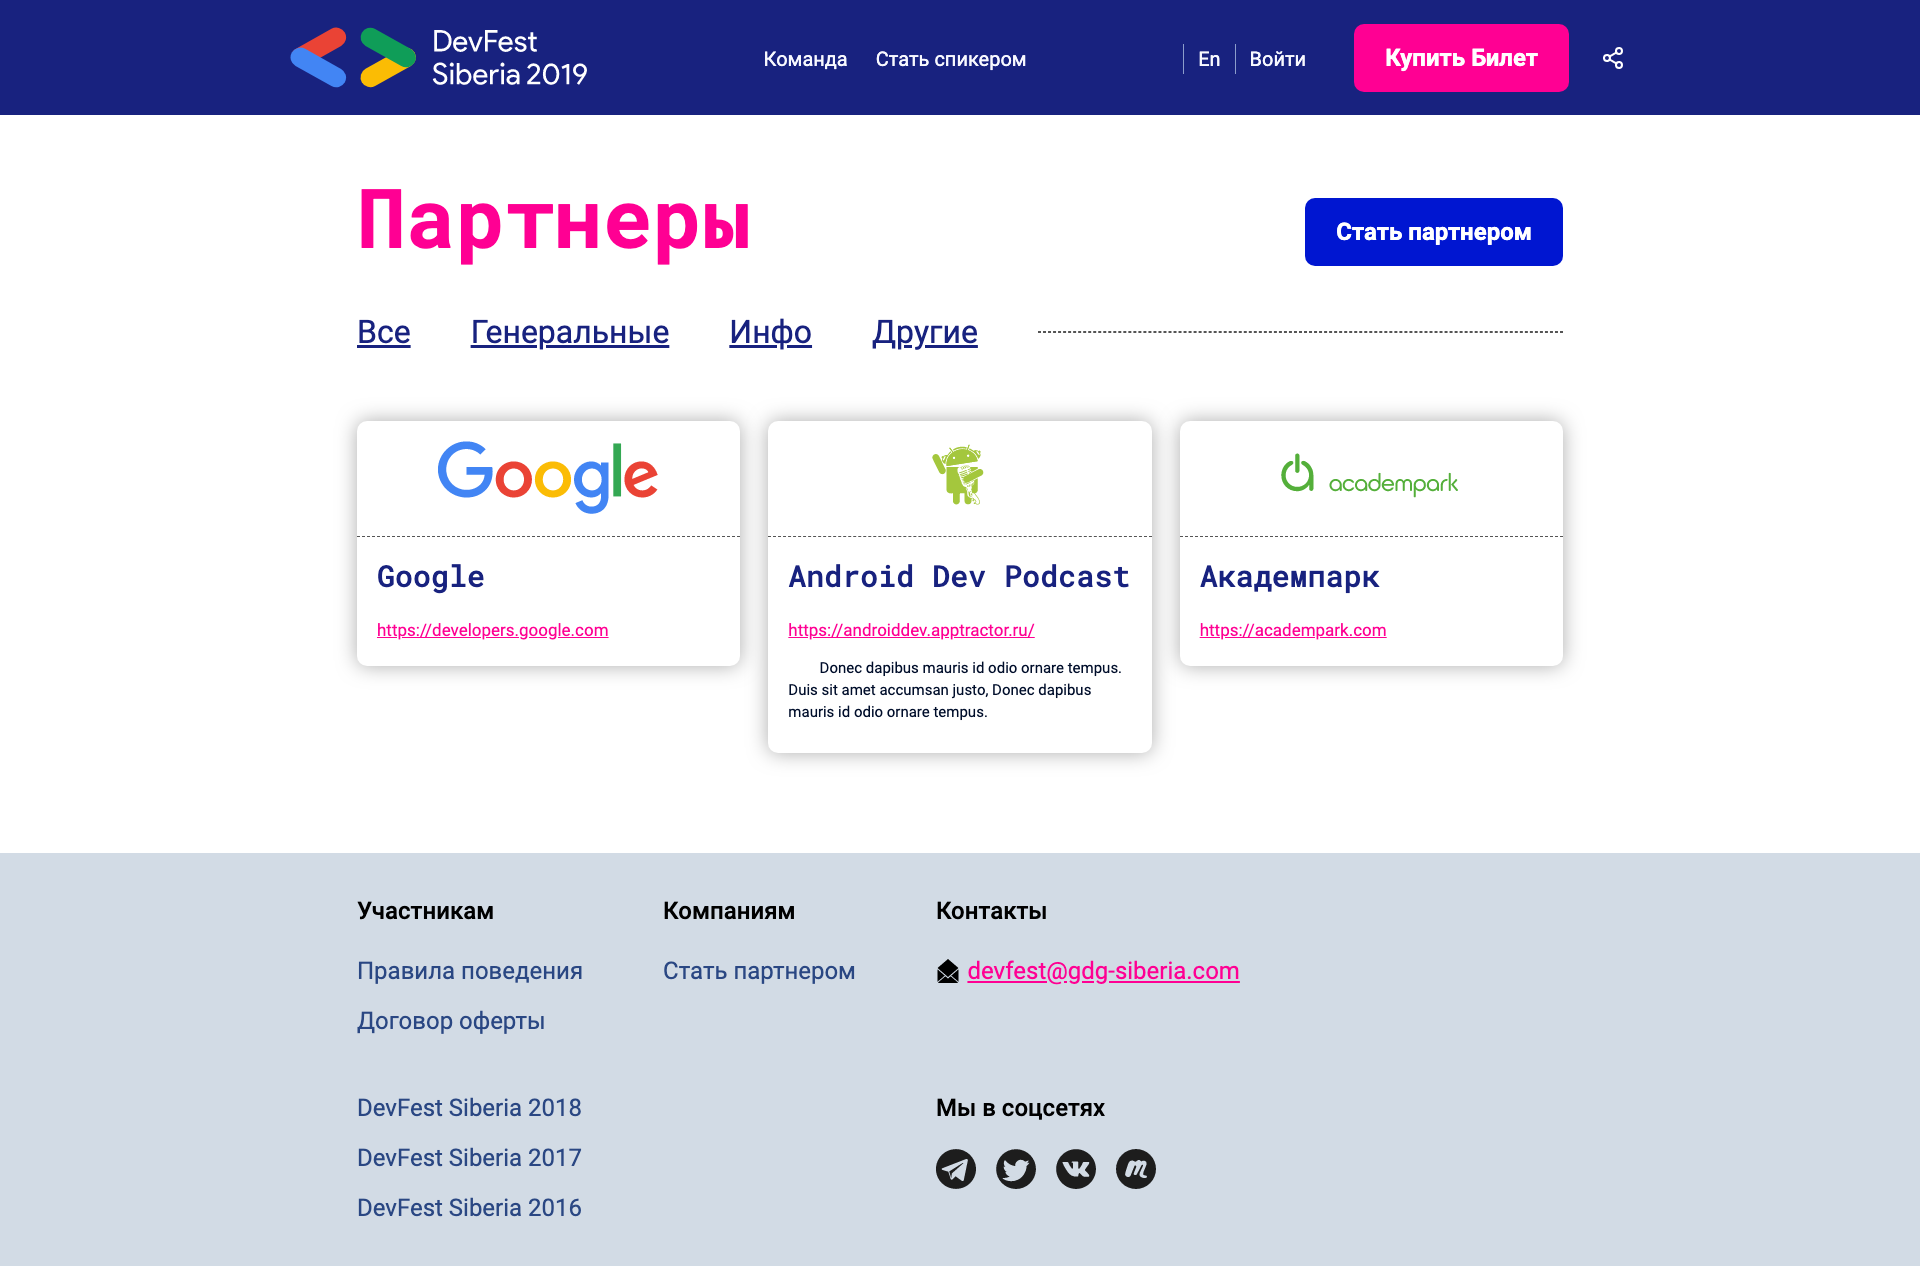 DevFest
Siberia 2019
Команда
Стать спикером
En
Войти
Купить Билет
Партнеры
Стать партнером
Все
Генеральные
Инфо
Другие
Google
academpark
Google
https://developers.google.com
Android Dev Podcast
https://androiddev.apptractor.ru/
Donec dapibus mauris id odio ornare tempus.
Duis sit amet accumsan justo, Donec dapibus
mauris id odio ornare tempus.
Академпарк
https://academpark.com
Участникам
Правила поведения
Договор оферты
DevFest Siberia 2018
DevFest Siberia 2017
DevFest Siberia 2016
Компаниям
Стать партнером
Контакты
devfest@gdg-siberia.com
Мы в соцсетях